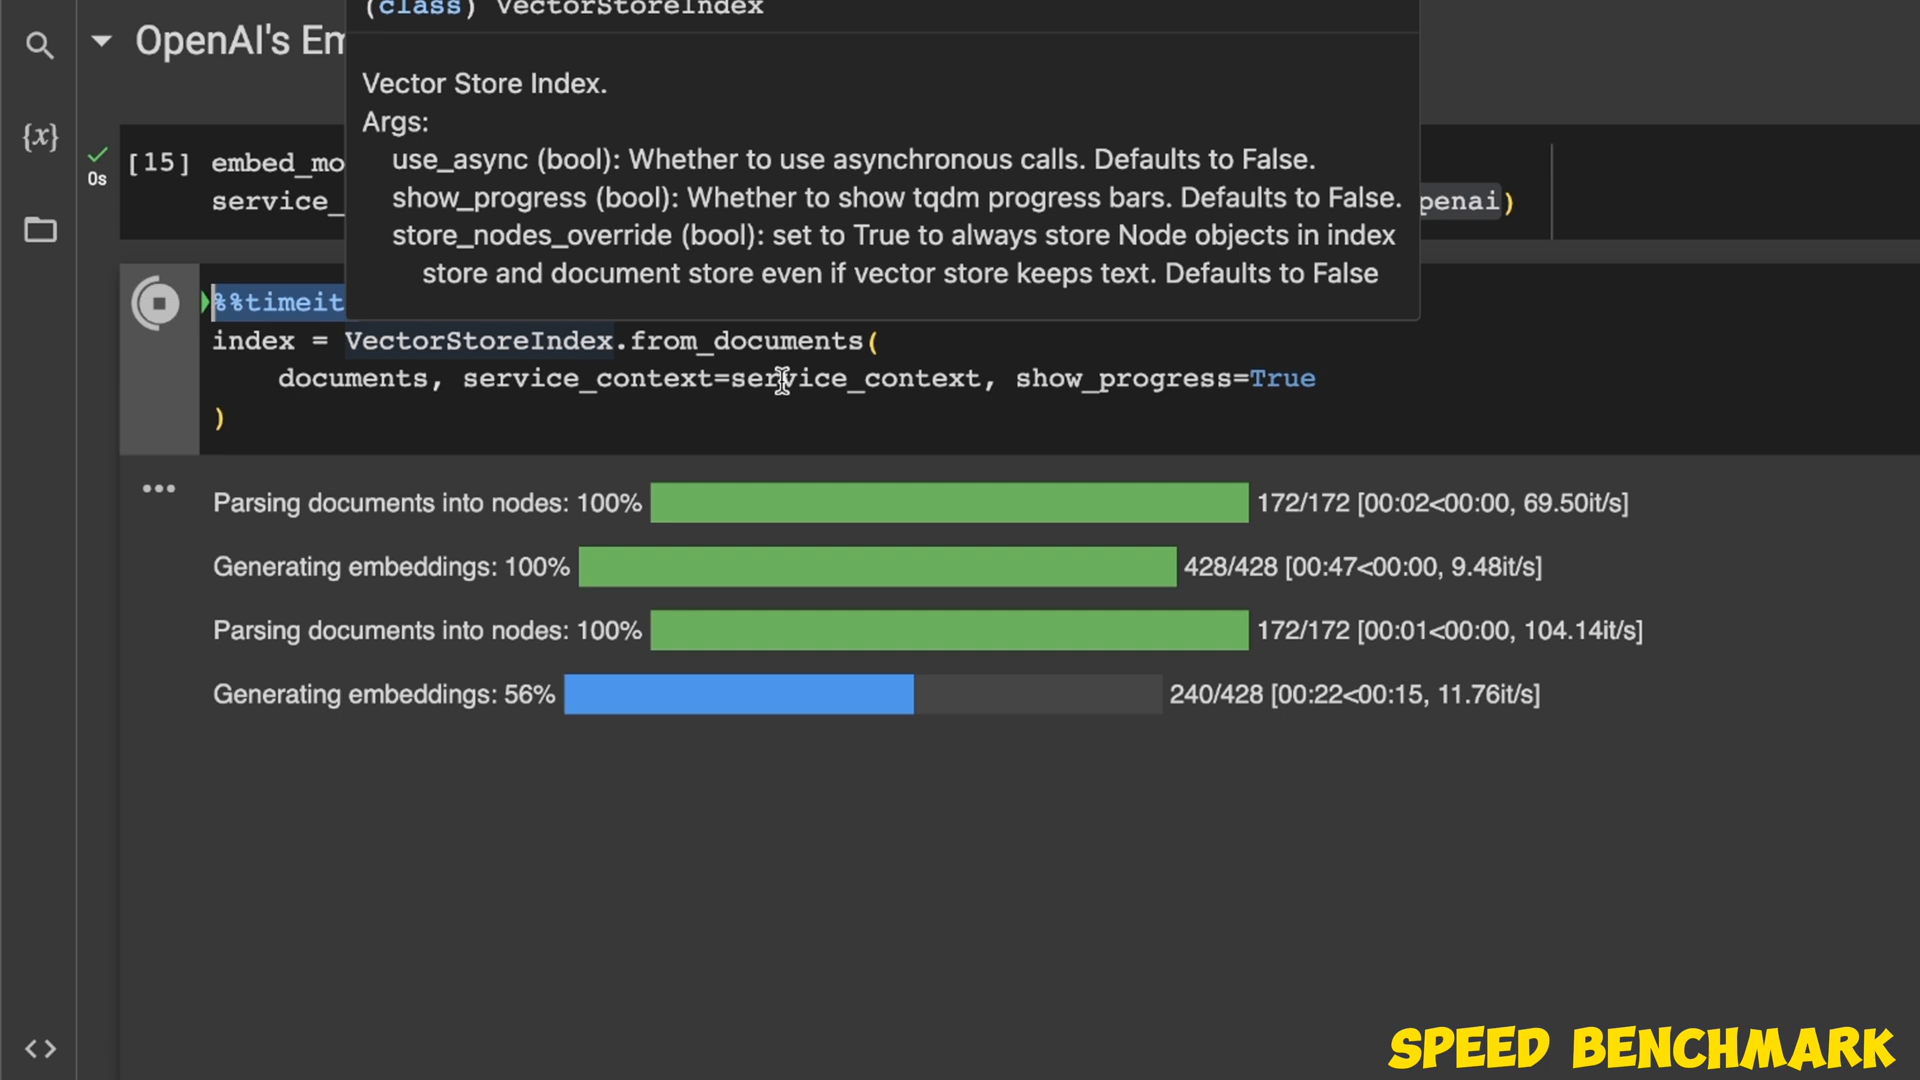 (class) VectorStoreIndex
OpenAI's Em
Vector Store Index.
Args:
use_async (bool): Whether to use asynchronous calls. Defaults to False.
show_progress (bool): Whether to show tqdm progress bars. Defaults to False.
store_nodes_override (bool): set to True to always store Node objects in index
store and document store even if vector store keeps text. Defaults to False
{x}
0s
[15] embed_mo
service_ penai)
%%timeit
index = VectorStoreIndex.from_documents(
documents, service_context=service_context, show_progress=True
)
Parsing documents into nodes: 100% 172/172 [00:02<00:00, 69.50it/s]
Generating embeddings: 100% 428/428 [00:47<00:00, 9.48it/s]
Parsing documents into nodes: 100% 172/172 [00:01<00:00, 104.14it/s]
Generating embeddings: 56% 240/428 [00:22<00:15, 11.76it/s]
SPEED BENCHMARK